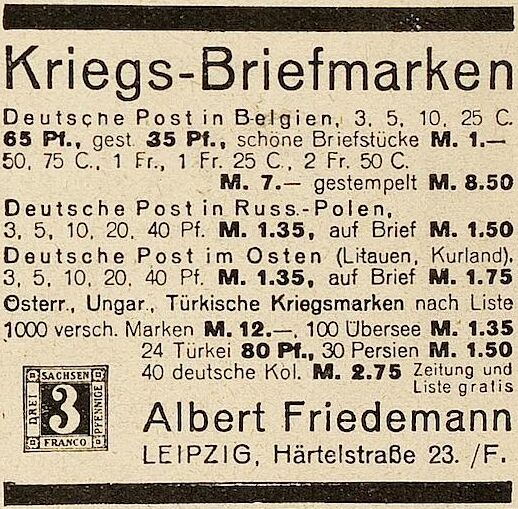 Kriegs-Briefmarken
Deutsche Post in Belgien, 3, 5, 10, 25 C.
65 Pf., gest. 35 Pf., schöne Briefstücke M. 1.—
50, 75 C., 1 Fr., 1 Fr. 25 C., 2 Fr. 50 C.
M. 7.— gestempelt M. 8.50
Deutsche Post in Russ.-Polen,
3, 5, 10, 20, 40 Pf. M. 1.35, auf Brief M. 1.50
Deutsche Post im Osten (Litauen, Kurland),
3, 5, 10, 20, 40 Pf. M. 1.35, auf Brief M. 1.75
Österr., Ungar., Türkische Kriegsmarken nach Liste
1000 versch. Marken M. 12.—, 100 Übersee M. 1.35
24 Türkei 80 Pf., 30 Persien M. 1.50
40 deutsche Kol. M. 2.75 Zeitung und
Liste gratis
SACHSEN
DREI
3
PFENNIGE
FRANCO
Albert Friedemann
LEIPZIG, Härtelstraße 23. /F.